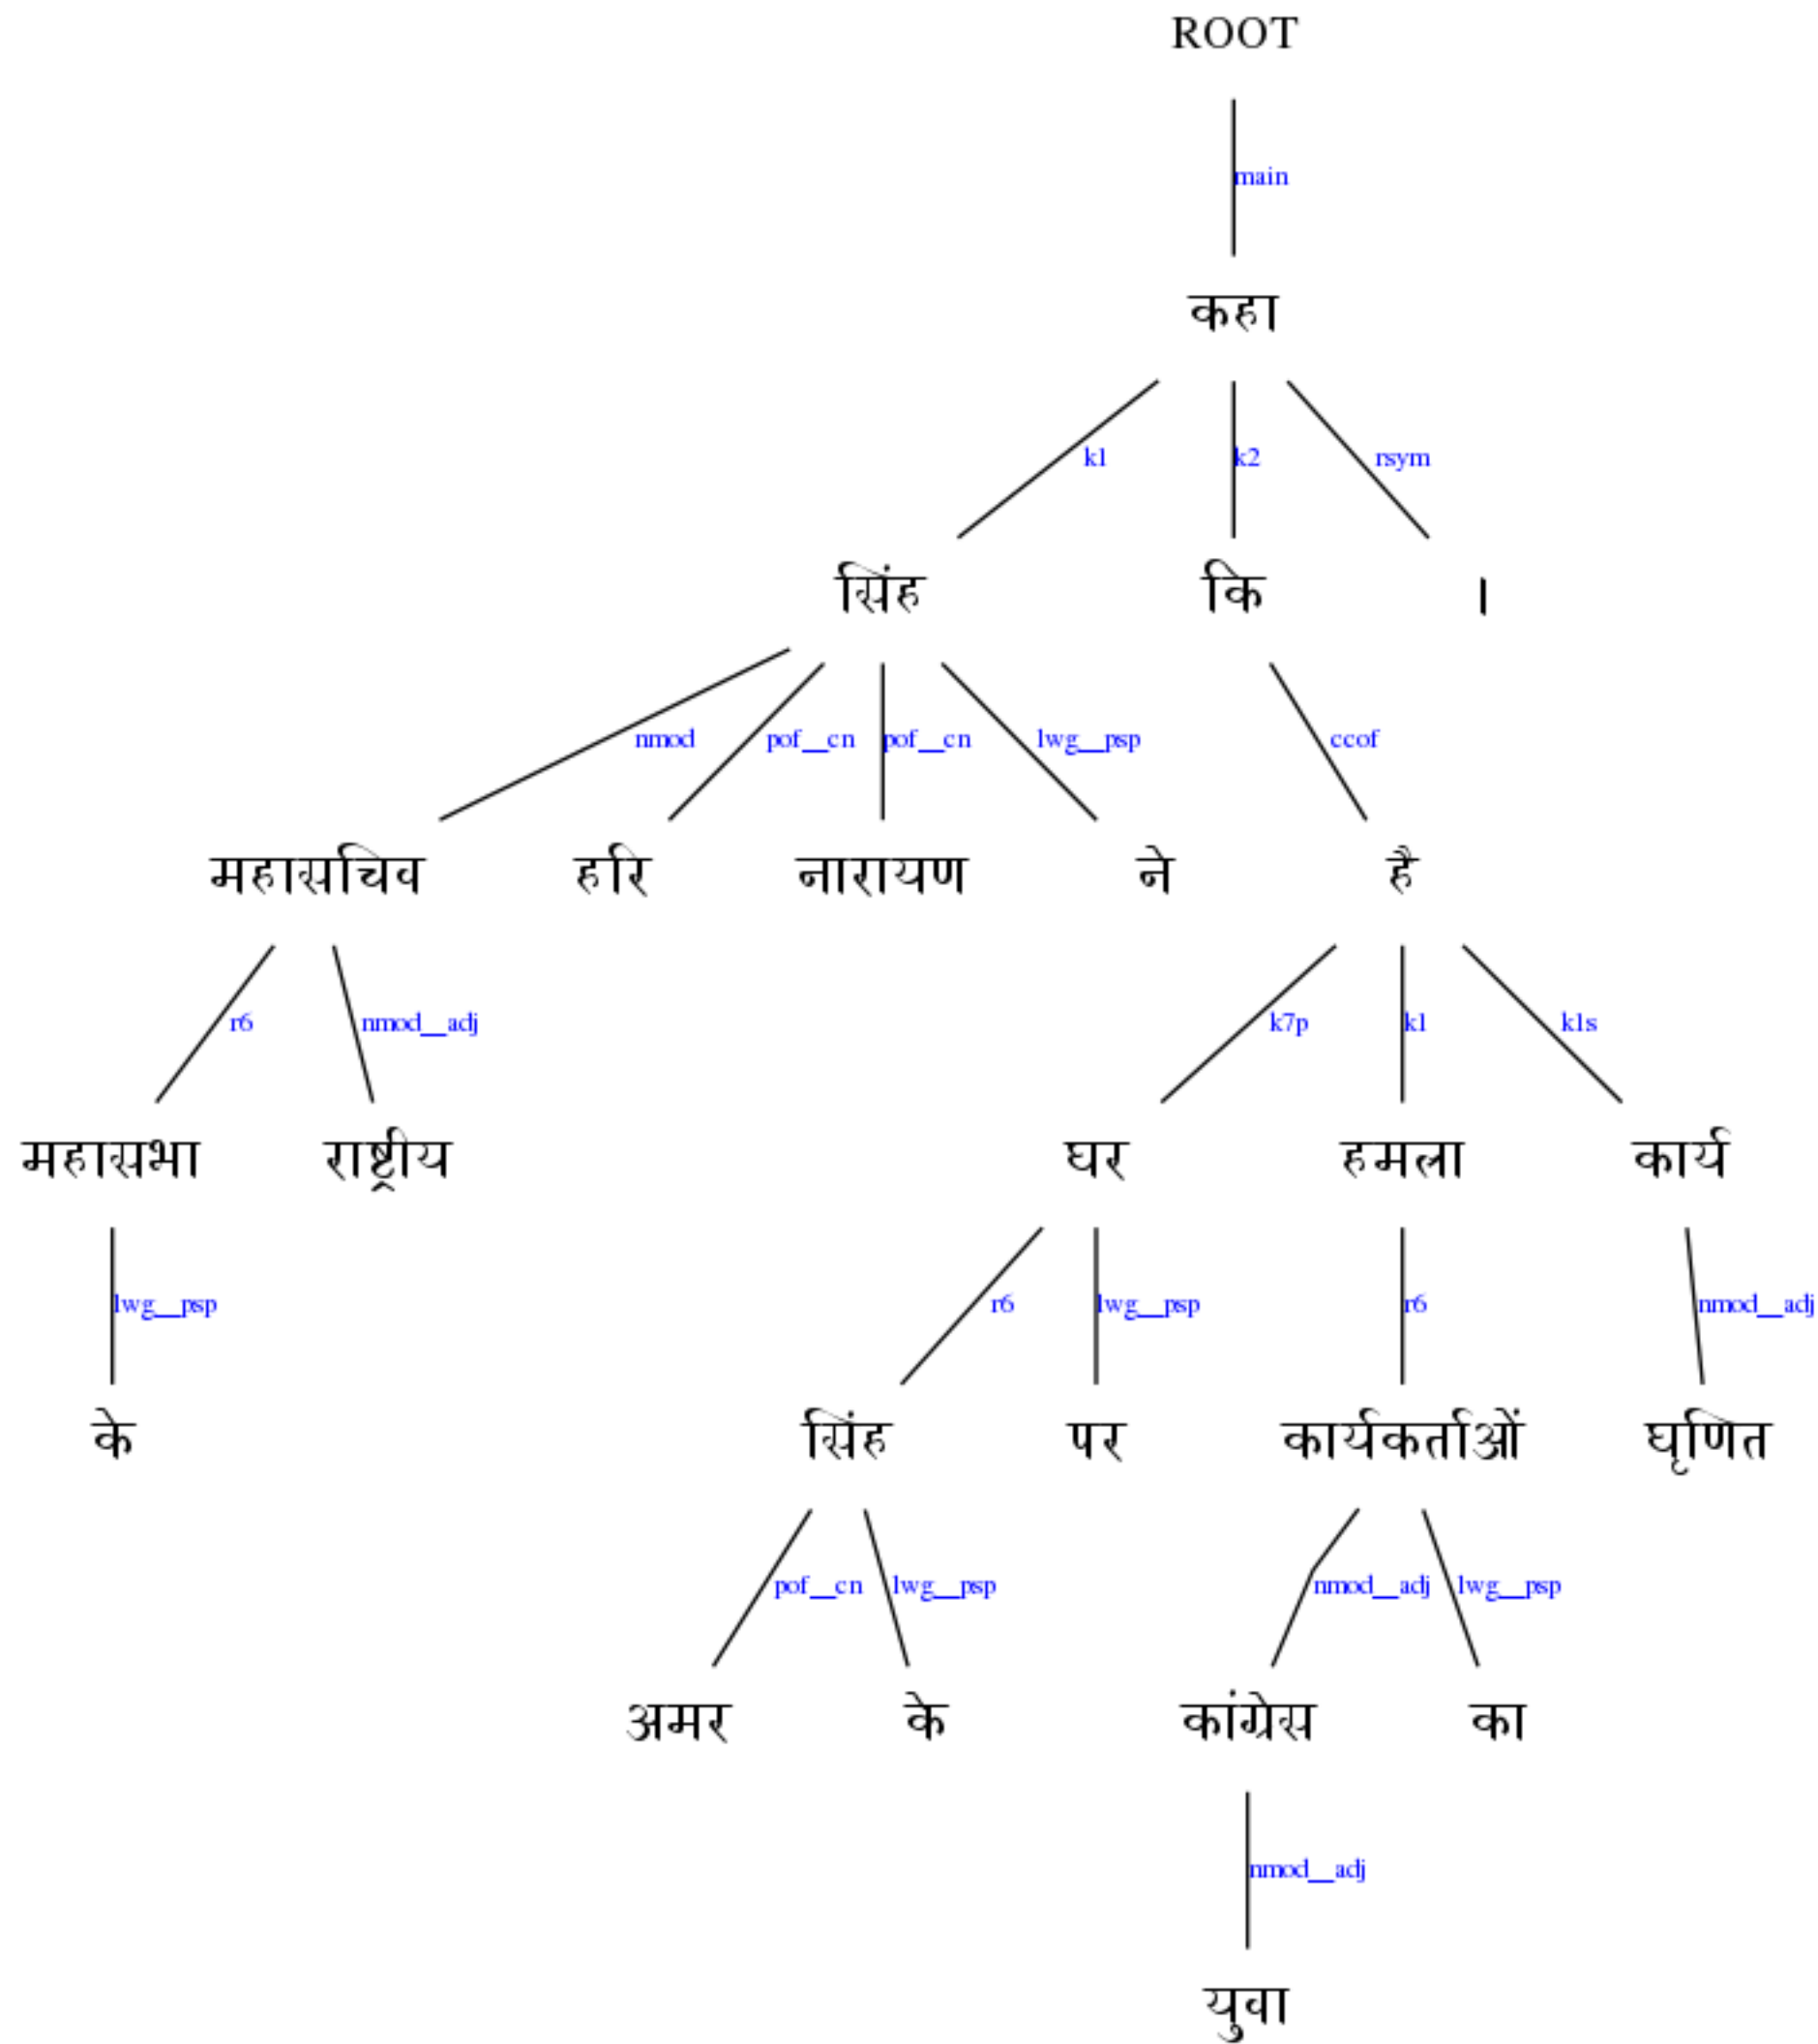 ROOT
main
कहा
k1 k2 rsym
सिंह कि ।
nmod pof__cn pof__cn lwg__psp ccof
महासचिव हरि नारायण ने है
r6 nmod__adj k7p k1 k1s
महासभा राष्ट्रीय घर हमला कार्य
lwg__psp r6 lwg__psp r6 nmod__adj
के सिंह पर कार्यकर्ताओं घृणित
pof__cn lwg__psp nmod__adj lwg__psp
अमर के कांग्रेस का
nmod__adj
युवा